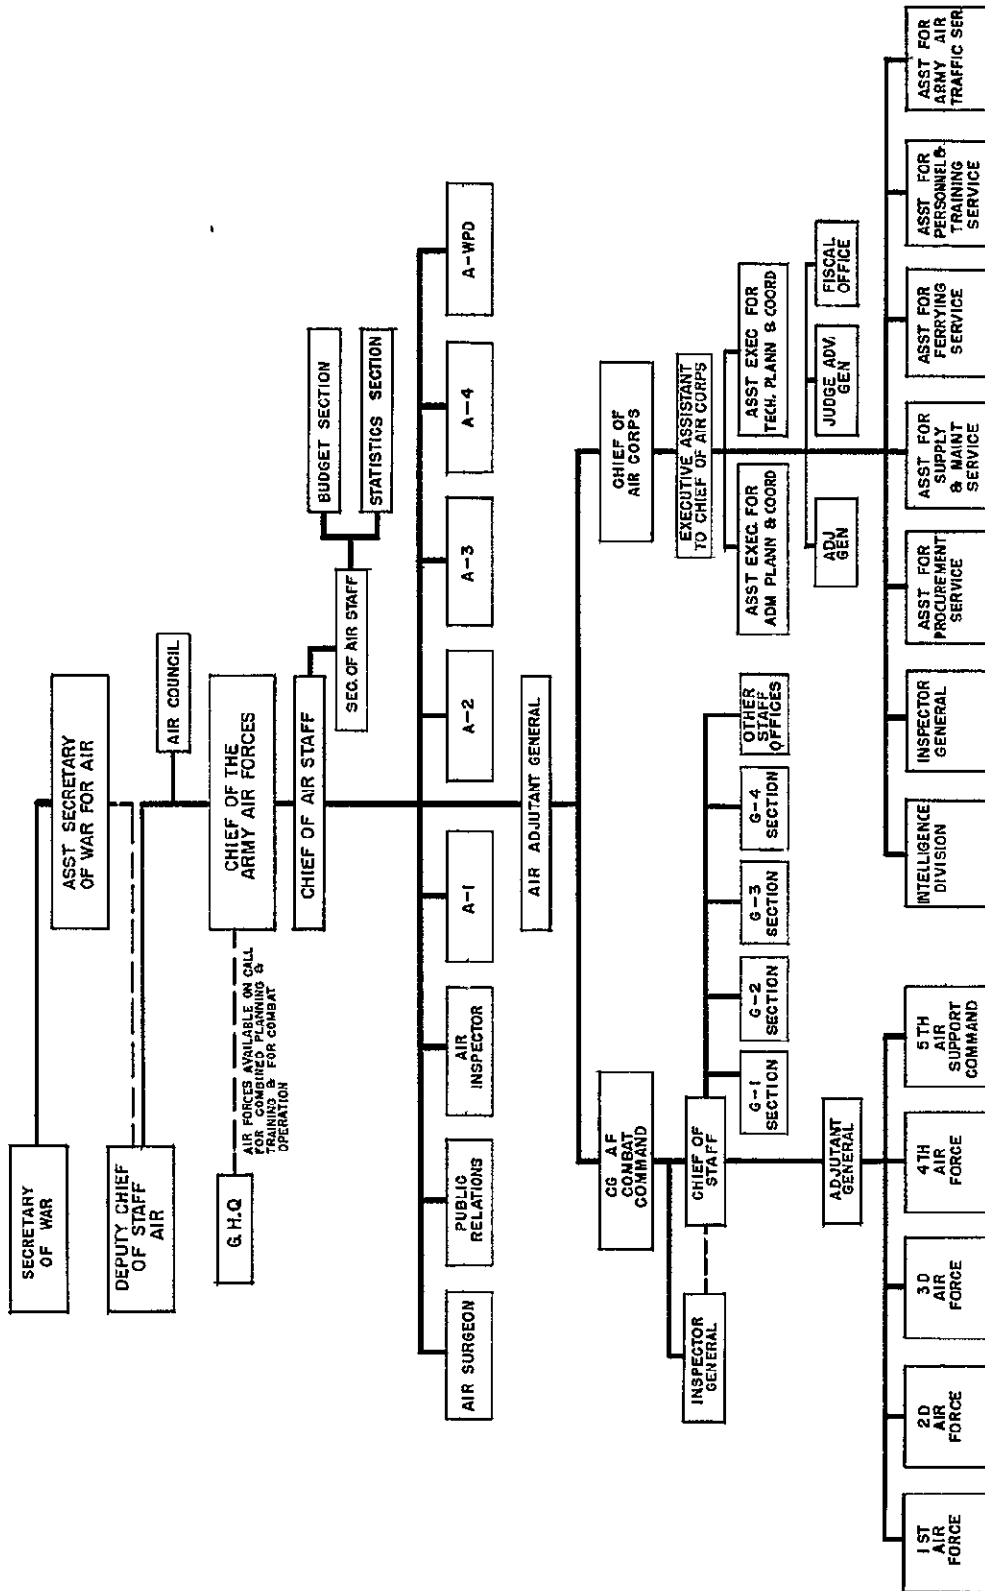 SECRETARY
OF WAR
ASST SECRETARY
OF WAR FOR AIR
DEPUTY CHIEF
OF STAFF
AIR
AIR COUNCIL
G.H.Q
AIR FORCES AVAILABLE ON CALL
FOR COMBINED PLANNING &
TRAINING & FOR COMBAT
OPERATION
CHIEF OF THE
ARMY AIR FORCES
CHIEF OF AIR STAFF
SEC. OF AIR STAFF
BUDGET SECTION
STATISTICS SECTION
AIR SURGEON
PUBLIC
RELATIONS
AIR
INSPECTOR
A-1
A-2
A-3
A-4
A-WPD
AIR ADJUTANT GENERAL
CG AF
COMBAT
COMMAND
CHIEF OF
AIR CORPS
INSPECTOR
GENERAL
CHIEF OF
STAFF
EXECUTIVE ASSISTANT
TO CHIEF OF AIR CORPS
G-1
SECTION
G-2
SECTION
G-3
SECTION
G-4
SECTION
OTHER
STAFF
OFFICES
ASST EXEC. FOR
ADM PLANN & COORD
ASST EXEC FOR
TECH. PLANN & COORD
ADJUTANT
GENERAL
ADJ
GEN
JUDGE ADV.
GEN
FISCAL
OFFICE
1ST
AIR
FORCE
2D
AIR
FORCE
3D
AIR
FORCE
4TH
AIR
FORCE
5TH
AIR
SUPPORT
COMMAND
INTELLIGENCE
DIVISION
INSPECTOR
GENERAL
ASST FOR
PROCUREMENT
SERVICE
ASST FOR
SUPPLY
& MAINT
SERVICE
ASST FOR
FERRYING
SERVICE
ASST FOR
PERSONNEL &
TRAINING
SERVICE
ASST FOR
ARMY AIR
TRAFFIC SER